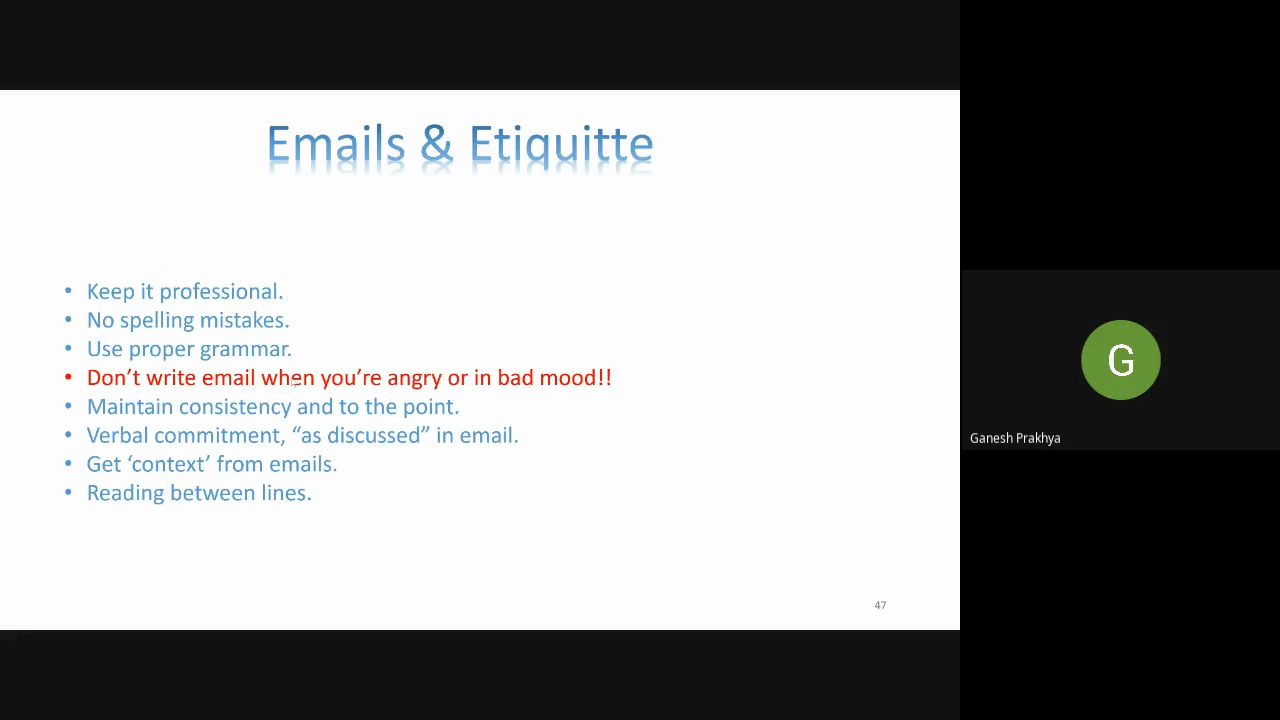 Emails & Etiquitte
• Keep it professional.
• No spelling mistakes.
• Use proper grammar.
• Don’t write email when you’re angry or in bad mood!!
• Maintain consistency and to the point.
• Verbal commitment, “as discussed” in email.
• Get ‘context’ from emails.
• Reading between lines.
47
G
Ganesh Prakhya